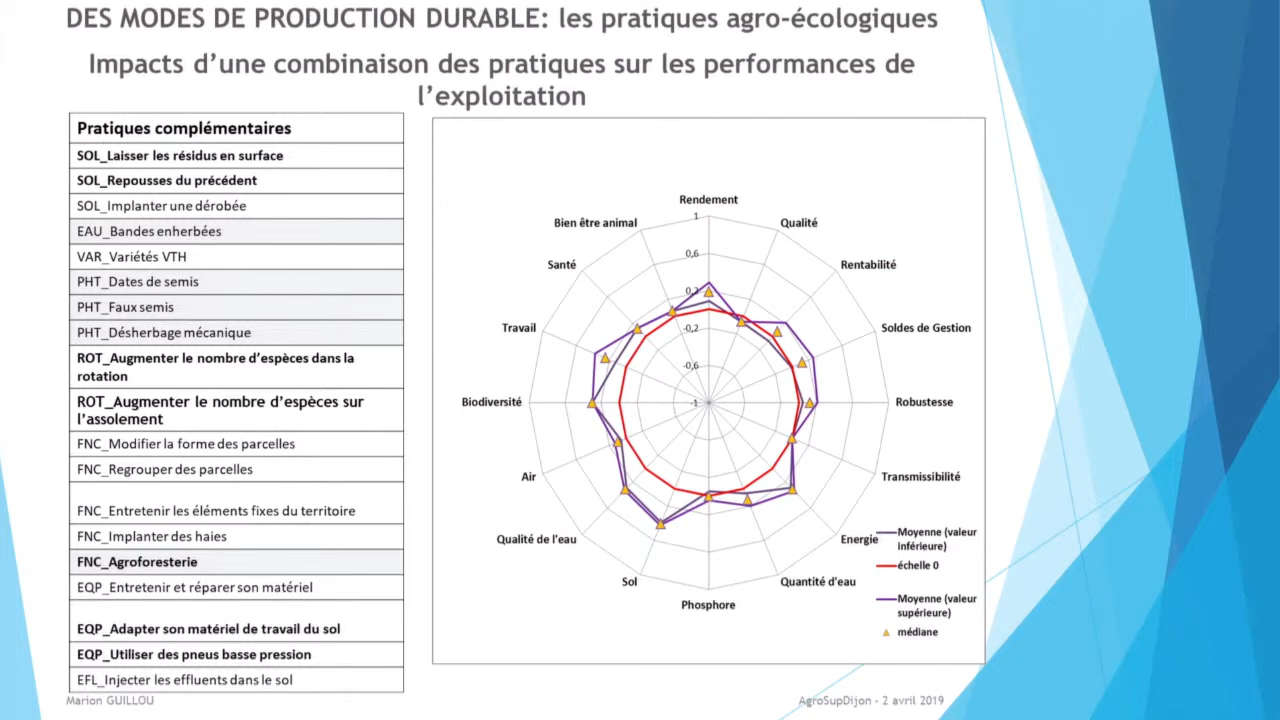 DES MODES DE PRODUCTION DURABLE: les pratiques agro-écologiques
Impacts d’une combinaison des pratiques sur les performances de
l’exploitation
Pratiques complémentaires
SOL_Laisser les résidus en surface
SOL_Repousses du précédent
SOL_Implanter une dérobée
EAU_Bandes enherbées
VAR_Variétés VTH
PHT_Dates de semis
PHT_Faux semis
PHT_Désherbage mécanique
ROT_Augmenter le nombre d’espèces dans la
rotation
ROT_Augmenter le nombre d’espèces sur
l’assolement
FNC_Modifier la forme des parcelles
FNC_Regrouper des parcelles
FNC_Entretenir les éléments fixes du territoire
FNC_Implanter des haies
FNC_Agroforesterie
EQP_Entretenir et réparer son matériel
EQP_Adapter son matériel de travail du sol
EQP_Utiliser des pneus basse pression
EFL_Injecter les effluents dans le sol
Rendement
Qualité
Rentabilité
Soldes de Gestion
Robustesse
Transmissibilité
Energie
Quantité d'eau
Phosphore
Sol
Qualité de l'eau
Air
Biodiversité
Travail
Santé
Bien être animal
1
0,6
0,2
-0,2
-0,6
-1
Moyenne (valeur
inférieure)
échelle 0
Moyenne (valeur
supérieure)
médiane
Marion GUILLOU
AgroSupDijon - 2 avril 2019